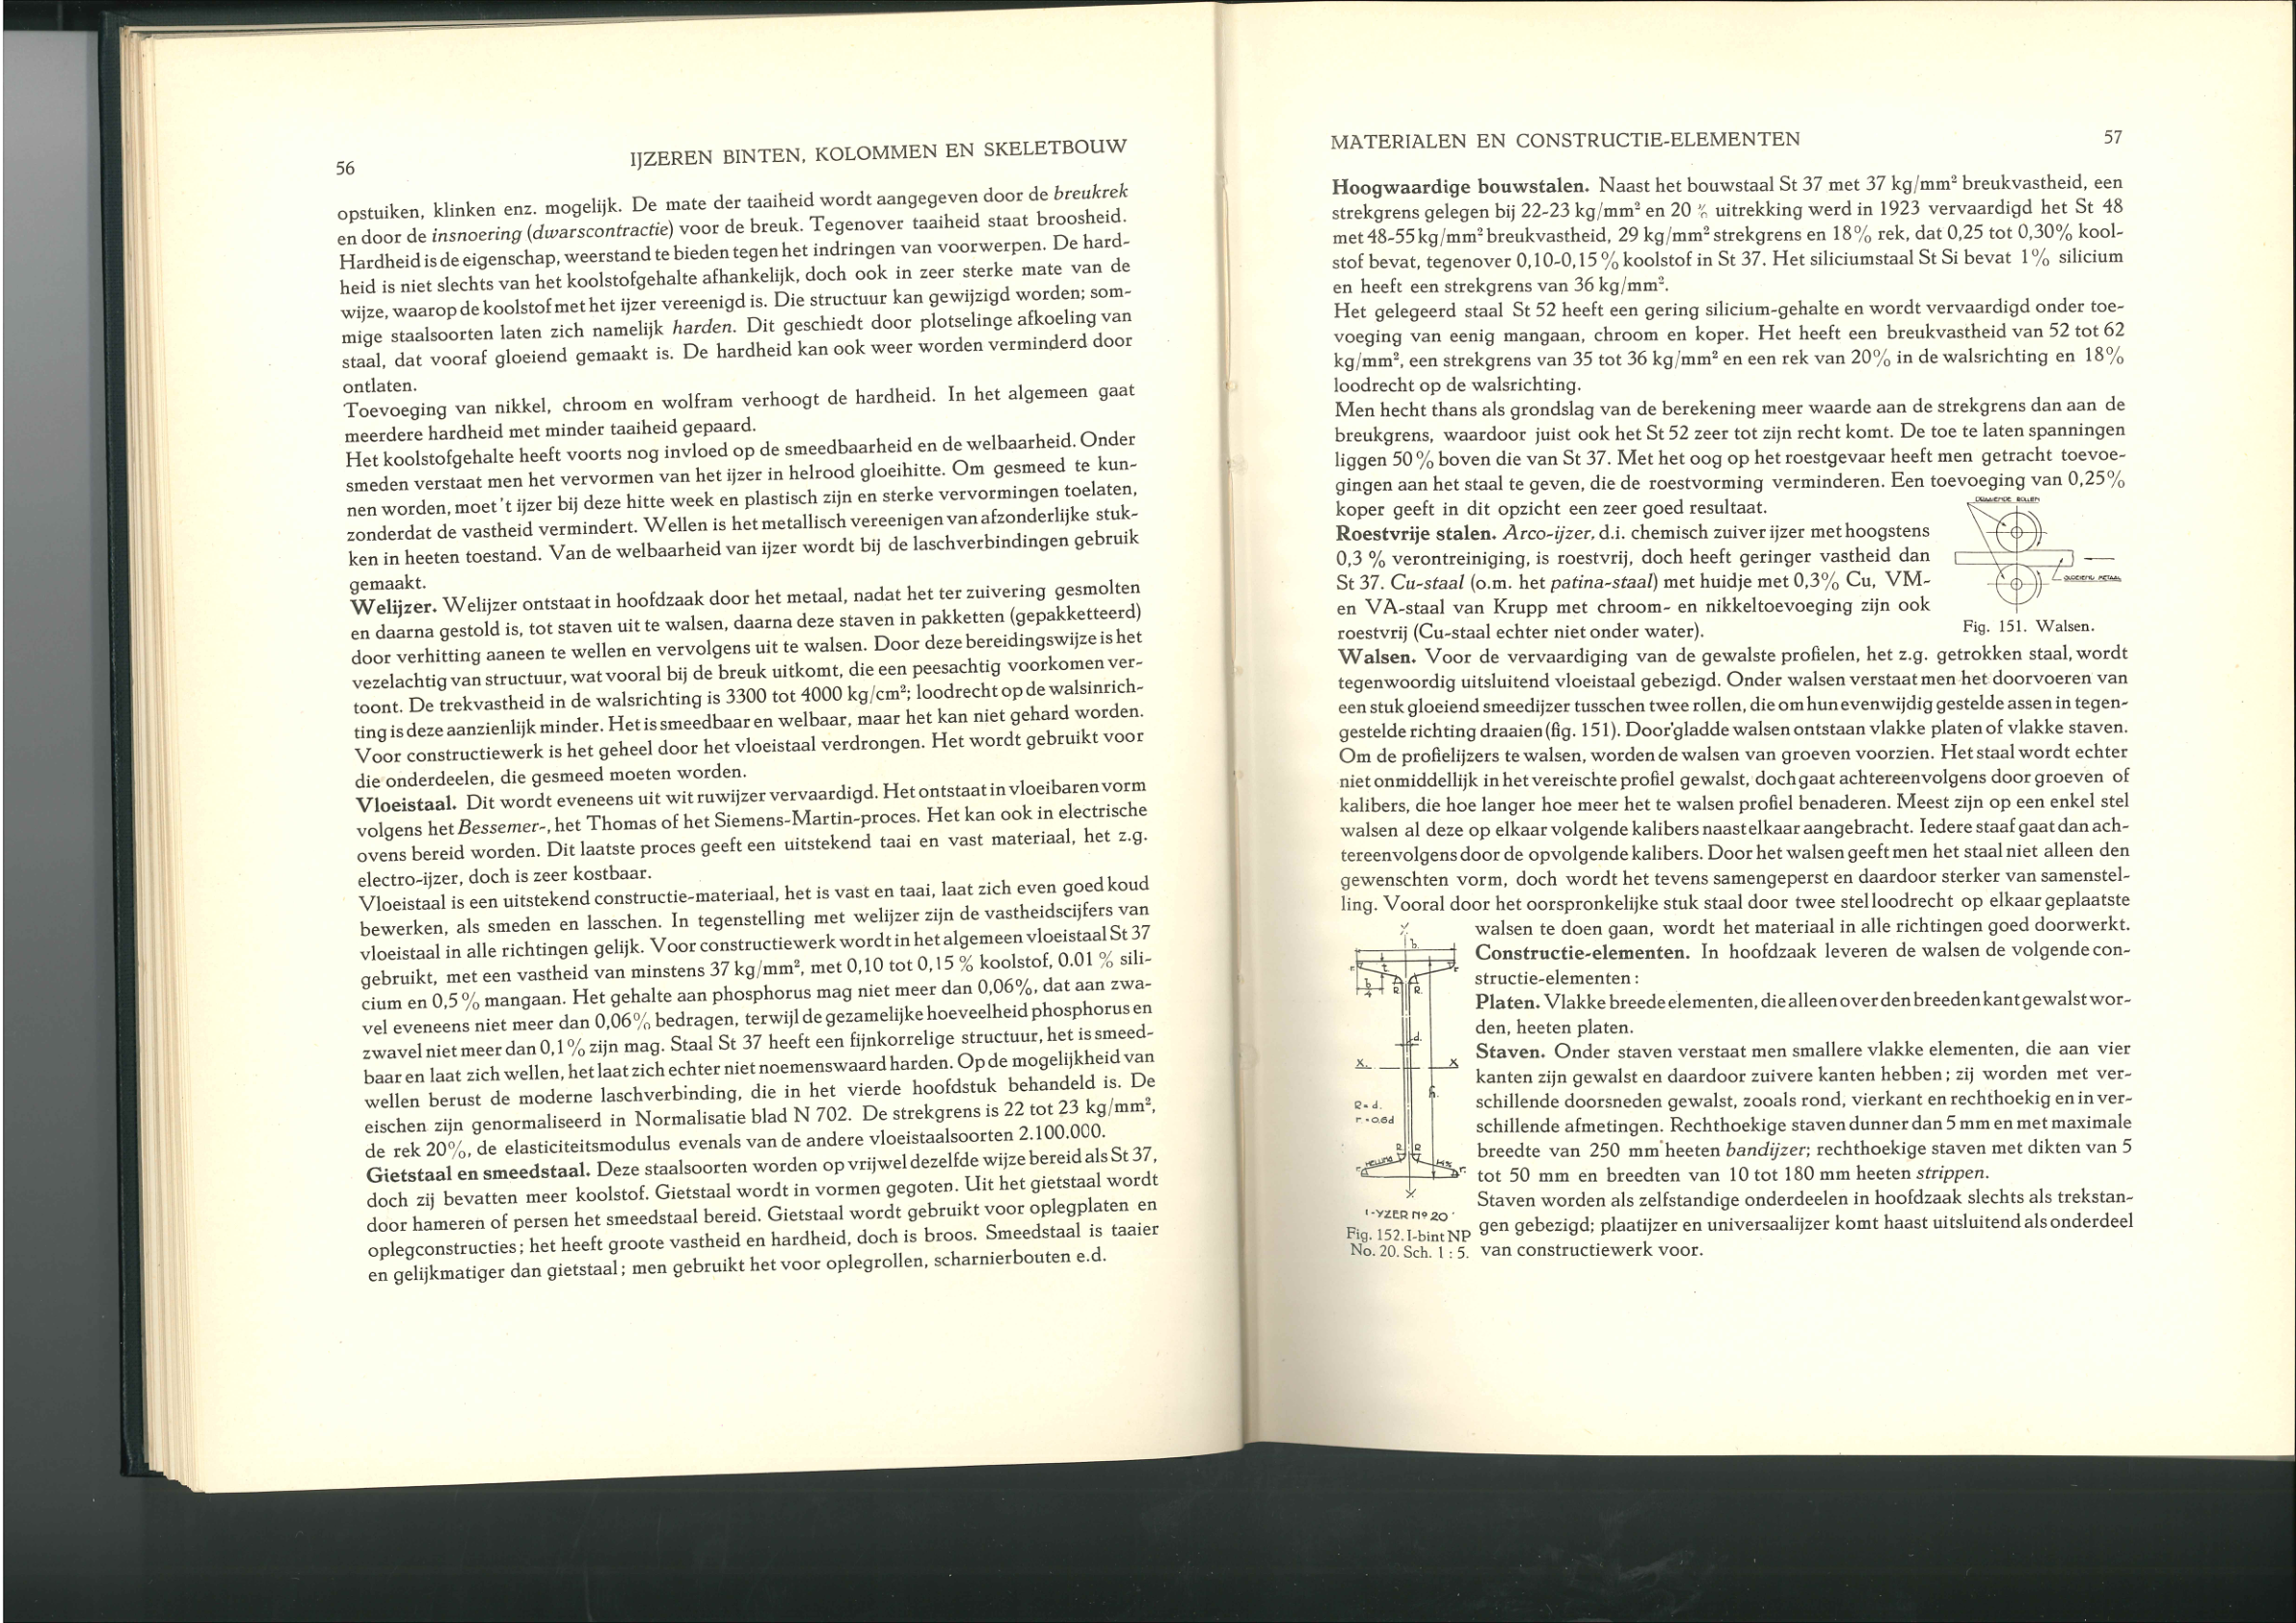 56
IJZEREN BINTEN, KOLOMMEN EN SKELETBOUW
opstuiken, klinken enz. mogelijk. De mate der taaiheid wordt aangegeven door de breukrek
en door de insnoering (dwarscontractie) voor de breuk. Tegenover taaiheid staat broosheid.
Hardheid is de eigenschap, weerstand te bieden tegen het indringen van voorwerpen. De hard-
heid is niet slechts van het koolstofgehalte afhankelijk, doch ook in zeer sterke mate van de
wijze, waarop de koolstof met het ijzer vereenigd is. Die structuur kan gewijzigd worden; som-
mige staalsoorten laten zich namelijk harden. Dit geschiedt door plotselinge afkoeling van
staal, dat vooraf gloeiend gemaakt is. De hardheid kan ook weer worden verminderd door
ontlaten.
Toevoeging van nikkel, chroom en wolfram verhoogt de hardheid. In het algemeen gaat
meerdere hardheid met minder taaiheid gepaard.
Het koolstofgehalte heeft voorts nog invloed op de smeedbaarheid en de welbaarheid. Onder
smeden verstaat men het vervormen van het ijzer in helrood gloeihitte. Om gesmeed te kun-
nen worden, moet 't ijzer bij deze hitte week en plastisch zijn en sterke vervormingen toelaten,
zonderdat de vastheid vermindert. Wellen is het metallisch vereenigen van afzonderlijke stuk-
ken in heeten toestand. Van de welbaarheid van ijzer wordt bij de laschverbindingen gebruik
gemaakt.
Welijzer. Welijzer ontstaat in hoofdzaak door het metaal, nadat het ter zuivering gesmolten
en daarna gestold is, tot staven uit te walsen, daarna deze staven in pakketten (gepakketteerd)
door verhitting aaneen te wellen en vervolgens uit te walsen. Door deze bereidingswijze is het
vezelachtig van structuur, wat vooral bij de breuk uitkomt, die een peesachtig voorkomen ver-
toont. De trekvastheid in de walsrichting is 3300 tot 4000 kg/cm²; loodrecht op de walsinrich-
ting is deze aanzienlijk minder. Het is smeedbaar en welbaar, maar het kan niet gehard worden.
Voor constructiewerk is het geheel door het vloeistaal verdrongen. Het wordt gebruikt voor
die onderdeelen, die gesmeed moeten worden.
Vloeistaal. Dit wordt eveneens uit wit ruwijzer vervaardigd. Het ontstaat in vloeibaren vorm
volgens het Bessemer-, het Thomas of het Siemens-Martin-proces. Het kan ook in electrische
ovens bereid worden. Dit laatste proces geeft een uitstekend taai en vast materiaal, het z.g.
electro-ijzer, doch is zeer kostbaar.
Vloeistaal is een uitstekend constructie-materiaal, het is vast en taai, laat zich even goed koud
bewerken, als smeden en lasschen. In tegenstelling met welijzer zijn de vastheidscijfers van
vloeistaal in alle richtingen gelijk. Voor constructiewerk wordt in het algemeen vloeistaal St 37
gebruikt, met een vastheid van minstens 37 kg/mm², met 0,10 tot 0,15 % koolstof, 0.01 % sili-
cium en 0,5 % mangaan. Het gehalte aan phosphorus mag niet meer dan 0,06%, dat aan zwa-
vel eveneens niet meer dan 0,06% bedragen, terwijl de gezamelijke hoeveelheid phosphorus en
zwavel niet meer dan 0,1 % zijn mag. Staal St 37 heeft een fijnkorrelige structuur, het is smeed-
baar en laat zich wellen, het laat zich echter niet noemenswaard harden. Op de mogelijkheid van
wellen berust de moderne laschverbinding, die in het vierde hoofdstuk behandeld is. De
eischen zijn genormaliseerd in Normalisatie blad N 702. De strekgrens is 22 tot 23 kg/mm²,
de rek 20%, de elasticiteitsmodulus evenals van de andere vloeistaalsoorten 2.100.000.
Gietstaal en smeedstaal. Deze staalsoorten worden op vrijwel dezelfde wijze bereid als St 37,
doch zij bevatten meer koolstof. Gietstaal wordt in vormen gegoten. Uit het gietstaal wordt
door hameren of persen het smeedstaal bereid. Gietstaal wordt gebruikt voor oplegplaten en
oplegconstructies; het heeft groote vastheid en hardheid, doch is broos. Smeedstaal is taaier
en gelijkmatiger dan gietstaal; men gebruikt het voor oplegrollen, scharnierbouten e.d.
MATERIALEN EN CONSTRUCTIE-ELEMENTEN
57
Hoogwaardige bouwstalen. Naast het bouwstaal St 37 met 37 kg/mm² breukvastheid, een
strekgrens gelegen bij 22-23 kg/mm² en 20 % uitrekking werd in 1923 vervaardigd het St 48
met 48-55 kg/mm² breukvastheid, 29 kg/mm² strekgrens en 18% rek, dat 0,25 tot 0,30% kool-
stof bevat, tegenover 0,10-0,15 % koolstof in St 37. Het siliciumstaal St Si bevat 1% silicium
en heeft een strekgrens van 36 kg/mm².
Het gelegeerd staal St 52 heeft een gering silicium-gehalte en wordt vervaardigd onder toe-
voeging van eenig mangaan, chroom en koper. Het heeft een breukvastheid van 52 tot 62
kg/mm², een strekgrens van 35 tot 36 kg/mm² en een rek van 20% in de walsrichting en 18%
loodrecht op de walsrichting.
Men hecht thans als grondslag van de berekening meer waarde aan de strekgrens dan aan de
breukgrens, waardoor juist ook het St 52 zeer tot zijn recht komt. De toe te laten spanningen
liggen 50 % boven die van St 37. Met het oog op het roestgevaar heeft men getracht toevoe-
gingen aan het staal te geven, die de roestvorming verminderen. Een toevoeging van 0,25%
koper geeft in dit opzicht een zeer goed resultaat.
Roestvrije stalen. Arco-ijzer, d.i. chemisch zuiver ijzer met hoogstens
0,3 % verontreiniging, is roestvrij, doch heeft geringer vastheid dan
St 37. Cu-staal (o.m. het patina-staal) met huidje met 0,3% Cu, VM-
en VA-staal van Krupp met chroom- en nikkeltoevoeging zijn ook
roestvrij (Cu-staal echter niet onder water).
DRAAIENDE ROLLEN
GLOEIEND METAAL
Fig. 151. Walsen.
Walsen. Voor de vervaardiging van de gewalste profielen, het z.g. getrokken staal, wordt
tegenwoordig uitsluitend vloeistaal gebezigd. Onder walsen verstaat men het doorvoeren van
een stuk gloeiend smeedijzer tusschen twee rollen, die om hun evenwijdig gestelde assen in tegen-
gestelde richting draaien (fig. 151). Door gladde walsen ontstaan vlakke platen of vlakke staven.
Om de profielijzers te walsen, worden de walsen van groeven voorzien. Het staal wordt echter
niet onmiddellijk in het vereischte profiel gewalst, doch gaat achtereenvolgens door groeven of
kalibers, die hoe langer hoe meer het te walsen profiel benaderen. Meest zijn op een enkel stel
walsen al deze op elkaar volgende kalibers naast elkaar aangebracht. Iedere staaf gaat dan ach-
tereenvolgens door de opvolgende kalibers. Door het walsen geeft men het staal niet alleen den
gewenschten vorm, doch wordt het tevens samengeperst en daardoor sterker van samenstel-
ling. Vooral door het oorspronkelijke stuk staal door twee stel loodrecht op elkaar geplaatste
walsen te doen gaan, wordt het materiaal in alle richtingen goed doorwerkt.
Constructie-elementen. In hoofdzaak leveren de walsen de volgende con-
structie-elementen:
Platen. Vlakke breede elementen, die alleen over den breeden kant gewalst wor-
den, heeten platen.
Staven. Onder staven verstaat men smallere vlakke elementen, die aan vier
kanten zijn gewalst en daardoor zuivere kanten hebben; zij worden met ver-
schillende doorsneden gewalst, zooals rond, vierkant en rechthoekig en in ver-
schillende afmetingen. Rechthoekige staven dunner dan 5 mm en met maximale
breedte van 250 mm heeten bandijzer; rechthoekige staven met dikten van 5
tot 50 mm en breedten van 10 tot 180 mm heeten strippen.
Staven worden als zelfstandige onderdeelen in hoofdzaak slechts als trekstan-
gen gebezigd; plaatijzer en universaalijzer komt haast uitsluitend als onderdeel
van constructiewerk voor.
y
b.
r
t.
r
b
4
R
R.
d.
x.
x
h.
R = d.
r = 0.6d
R
R
HELLING
14%
r
r.
y
I-YZER No 20
Fig. 152. I-bint NP
No. 20. Sch. 1 : 5.